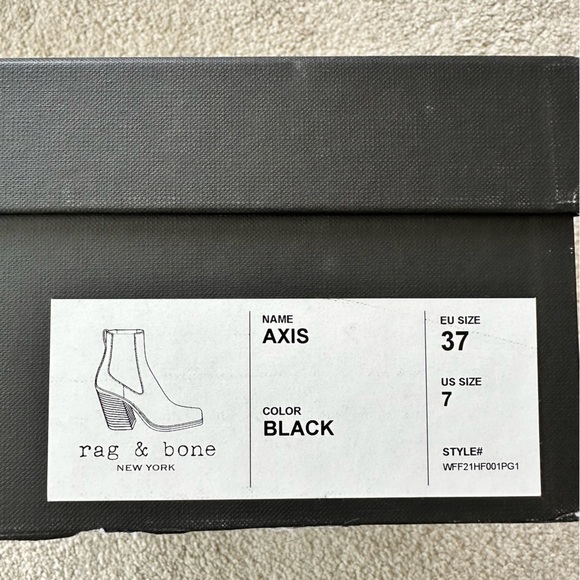 rag & bone
NEW YORK
NAME
AXIS
COLOR
BLACK
EU SIZE
37
US SIZE
7
STYLE#
WFF21HF001PG1